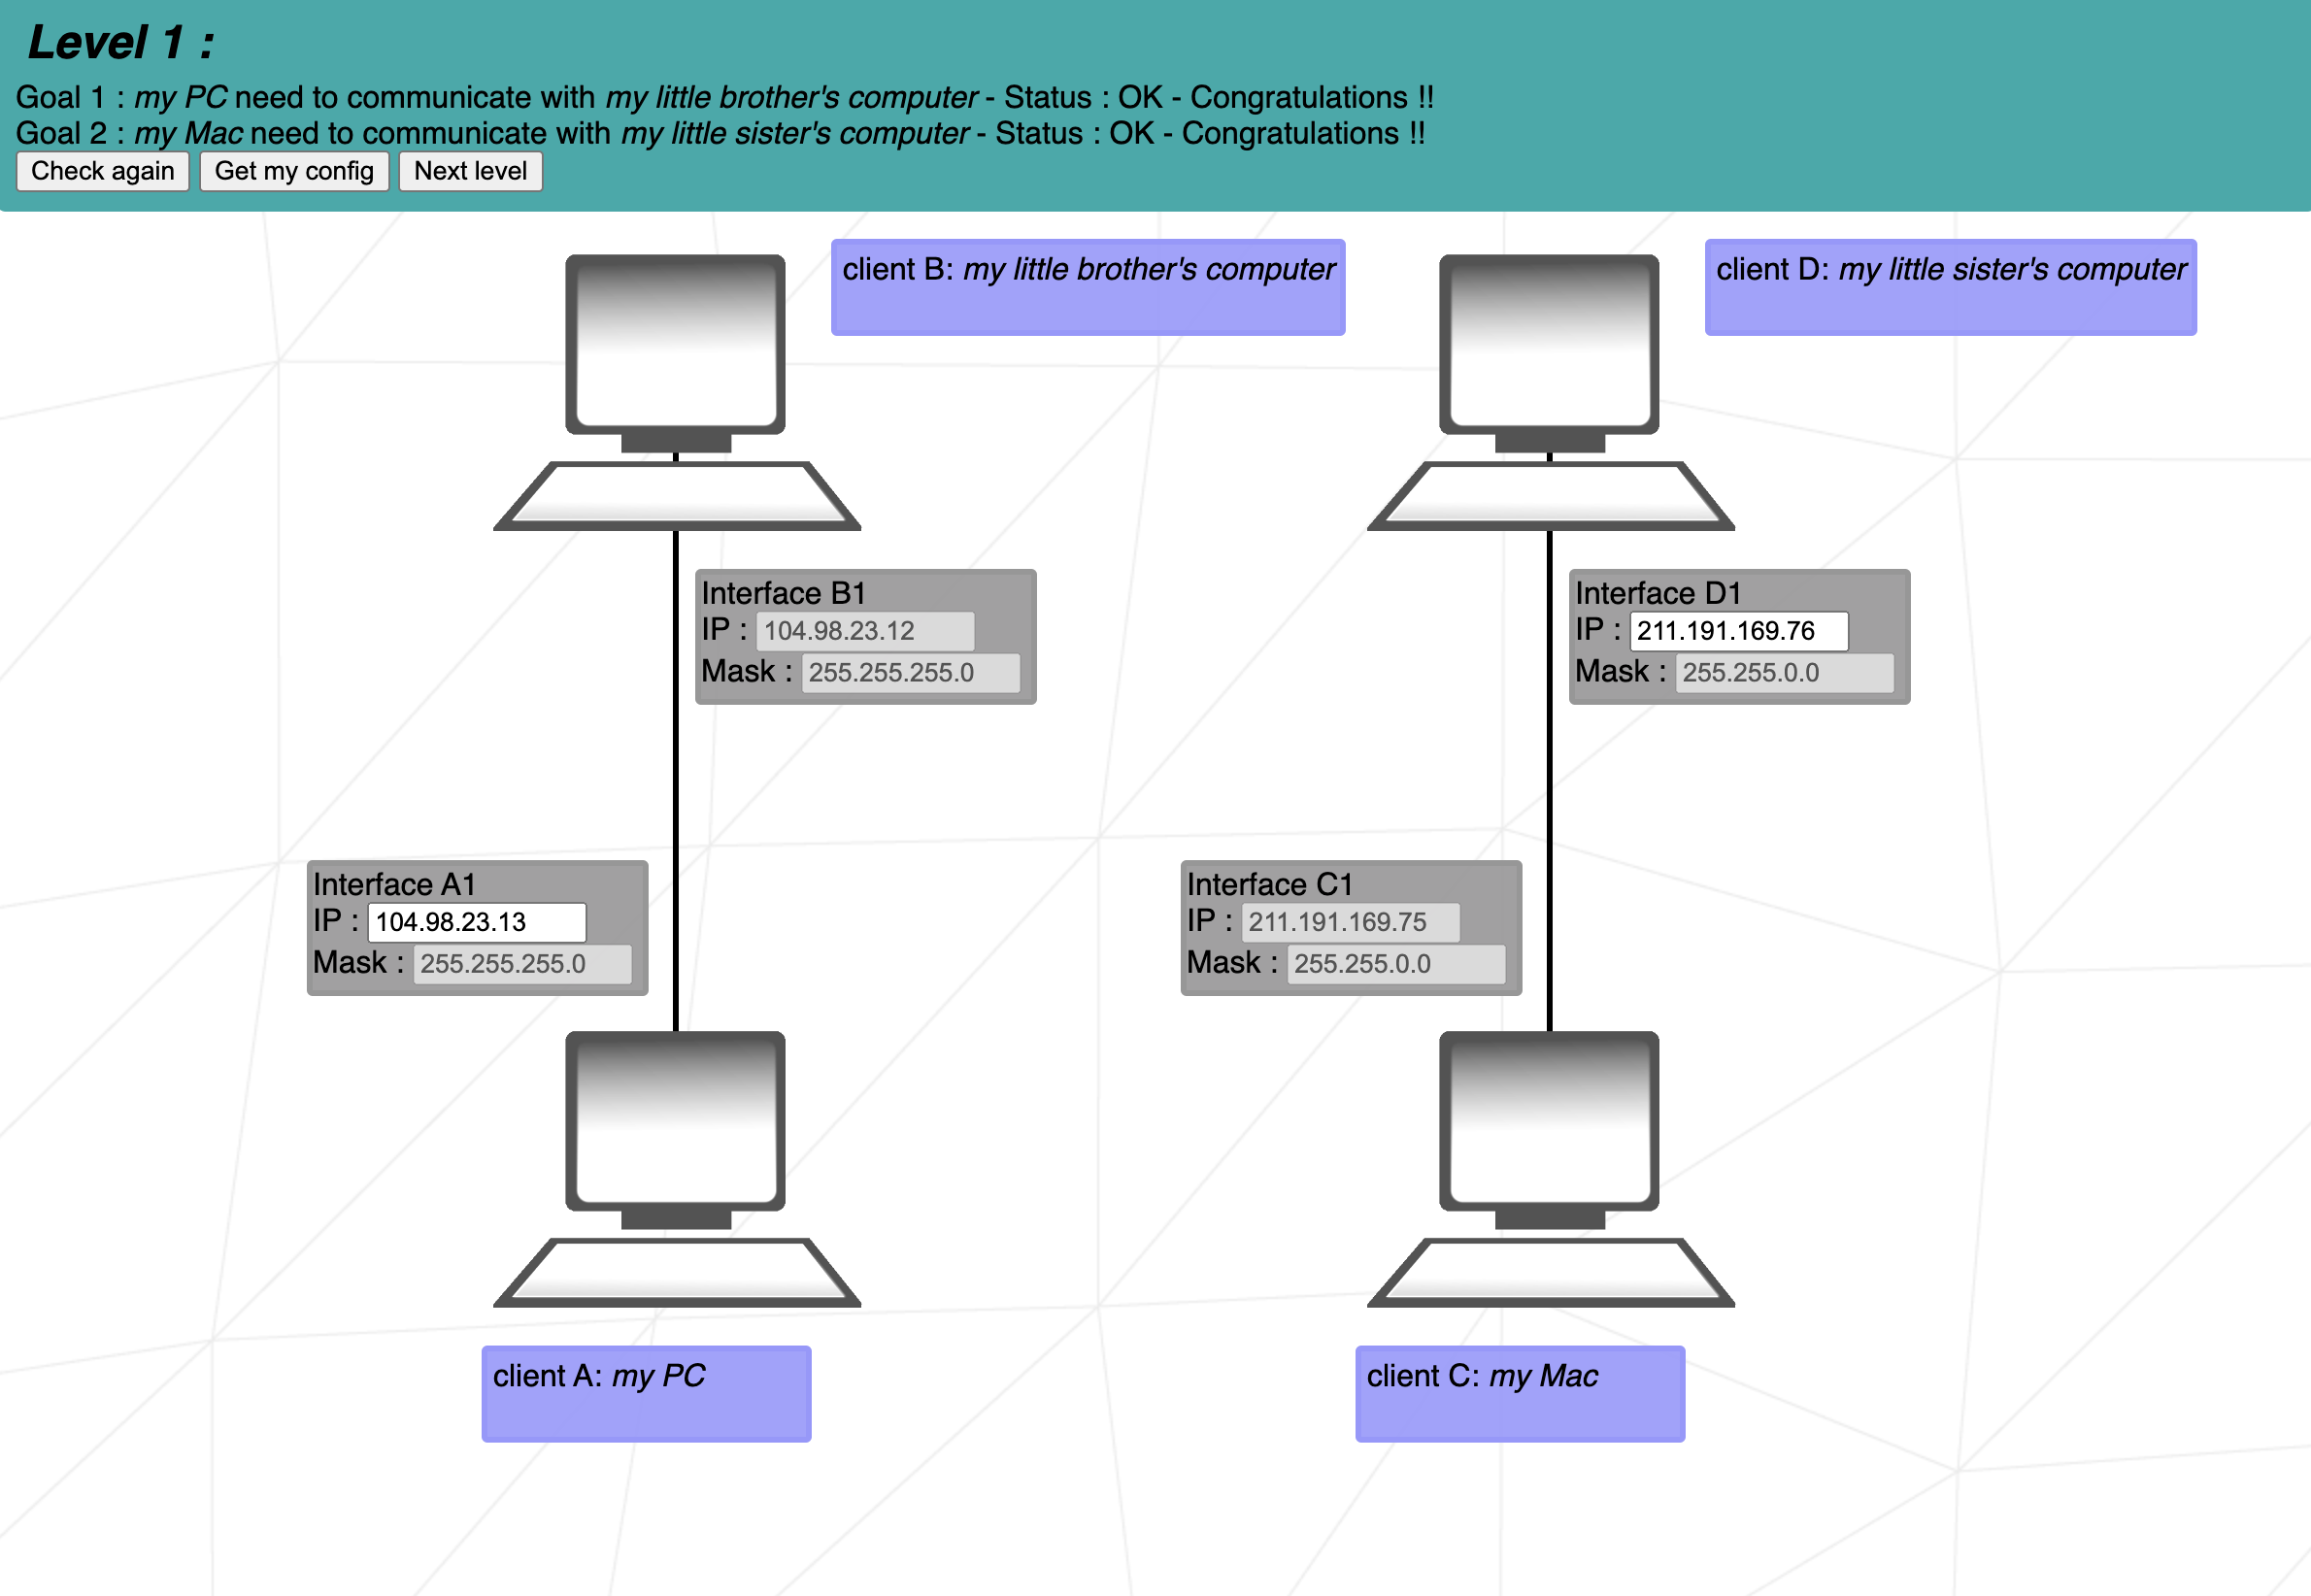 Level 1 :
Goal 1 : my PC need to communicate with my little brother's computer - Status : OK - Congratulations !!
Goal 2 : my Mac need to communicate with my little sister's computer - Status : OK - Congratulations !!
Check again Get my config Next level
client B: my little brother's computer
client D: my little sister's computer
Interface B1
IP : 104.98.23.12
Mask : 255.255.255.0
Interface D1
IP : 211.191.169.76
Mask : 255.255.0.0
Interface A1
IP : 104.98.23.13
Mask : 255.255.255.0
Interface C1
IP : 211.191.169.75
Mask : 255.255.0.0
client A: my PC
client C: my Mac